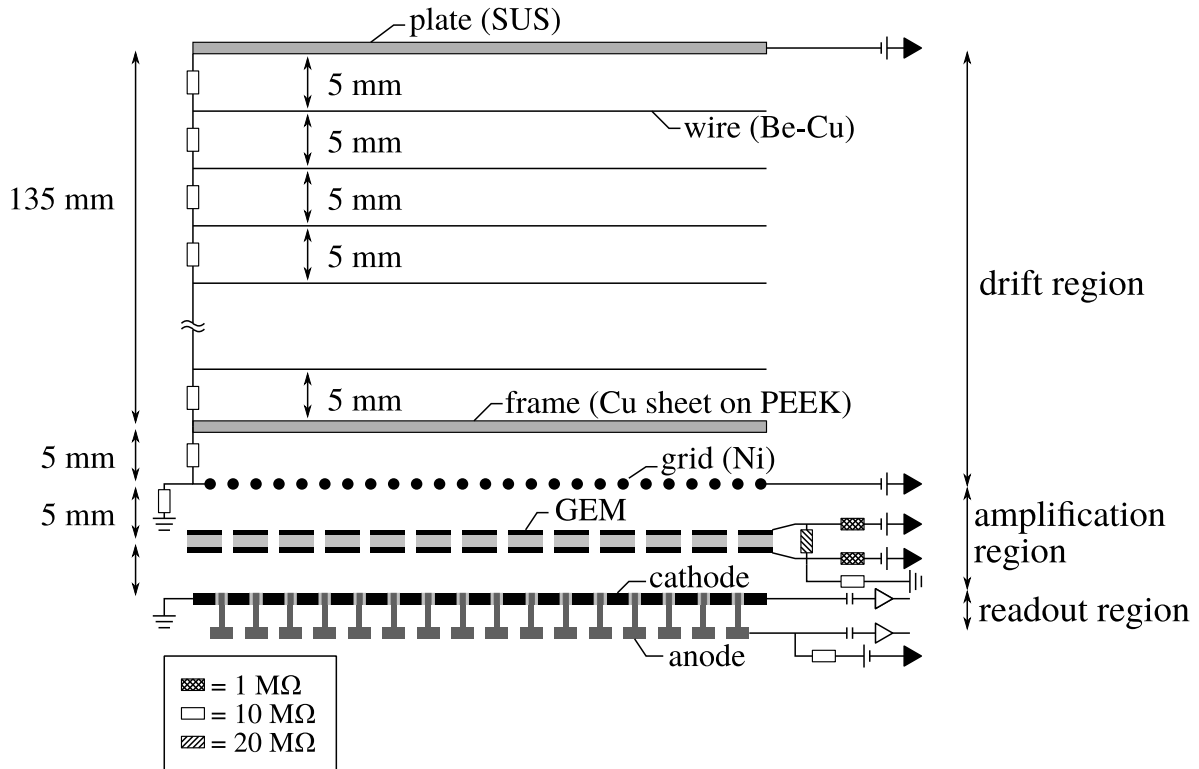 plate (SUS)
5 mm
wire (Be-Cu)
5 mm
135 mm
5 mm
5 mm
drift region
5 mm
frame (Cu sheet on PEEK)
5 mm
grid (Ni)
5 mm
GEM
amplification
region
cathode
readout region
anode
= 1 MΩ
= 10 MΩ
= 20 MΩ